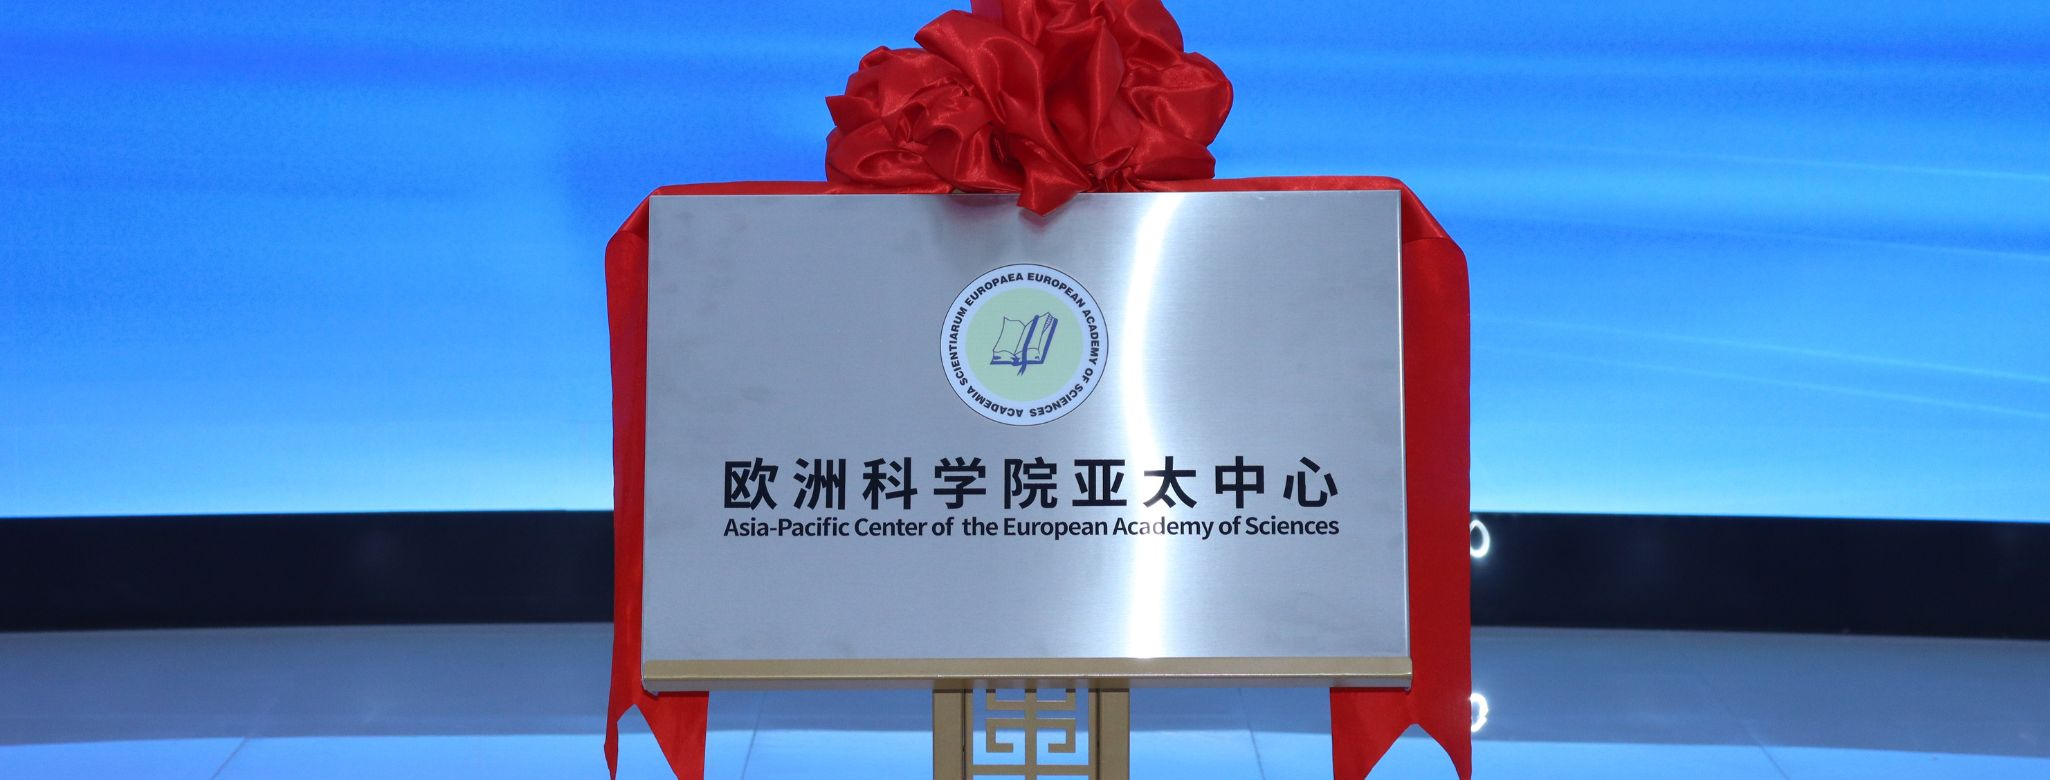 ACADEMIA SCIENTIARUM EUROPAEA EUROPEAN ACADEMY OF SCIENCES
欧洲科学院亚太中心
Asia-Pacific Center of the European Academy of Sciences